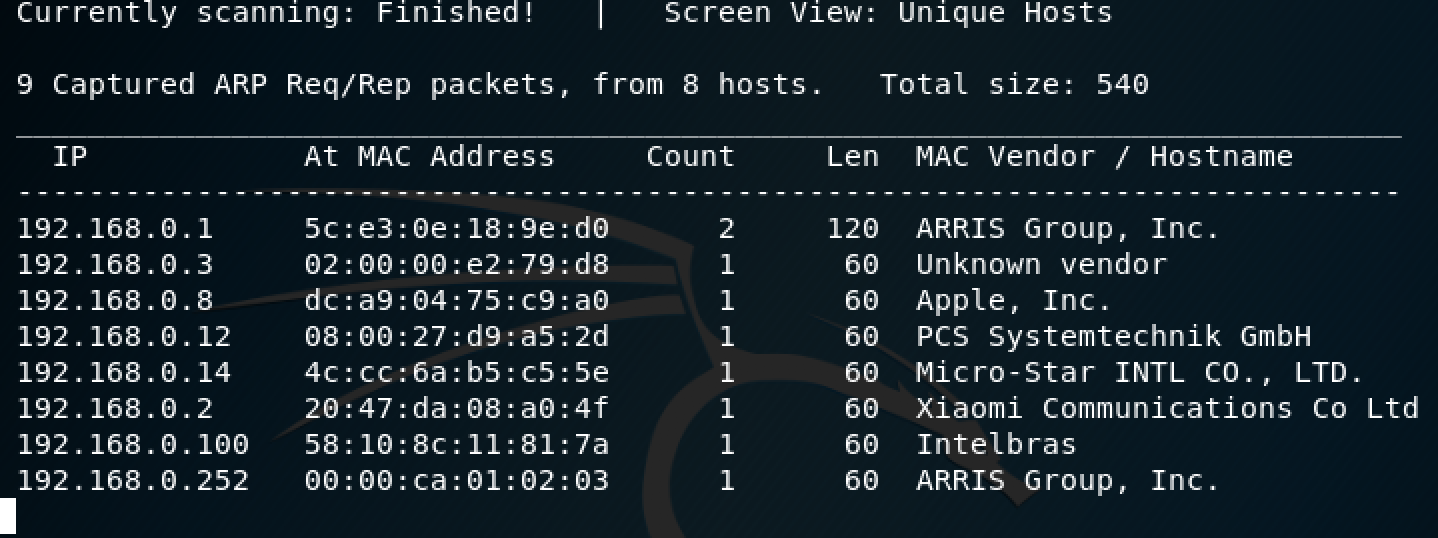 Currently scanning: Finished!   |   Screen View: Unique Hosts
9 Captured ARP Req/Rep packets, from 8 hosts.   Total size: 540
_____________________________________________________________________________
  IP            At MAC Address     Count     Len  MAC Vendor / Hostname
-----------------------------------------------------------------------------
192.168.0.1     5c:e3:0e:18:9e:d0      2     120  ARRIS Group, Inc.
192.168.0.3     02:00:00:e2:79:d8      1      60  Unknown vendor
192.168.0.8     dc:a9:04:75:c9:a0      1      60  Apple, Inc.
192.168.0.12    08:00:27:d9:a5:2d      1      60  PCS Systemtechnik GmbH
192.168.0.14    4c:cc:6a:b5:c5:5e      1      60  Micro-Star INTL CO., LTD.
192.168.0.2     20:47:da:08:a0:4f      1      60  Xiaomi Communications Co Ltd
192.168.0.100   58:10:8c:11:81:7a      1      60  Intelbras
192.168.0.252   00:00:ca:01:02:03      1      60  ARRIS Group, Inc.